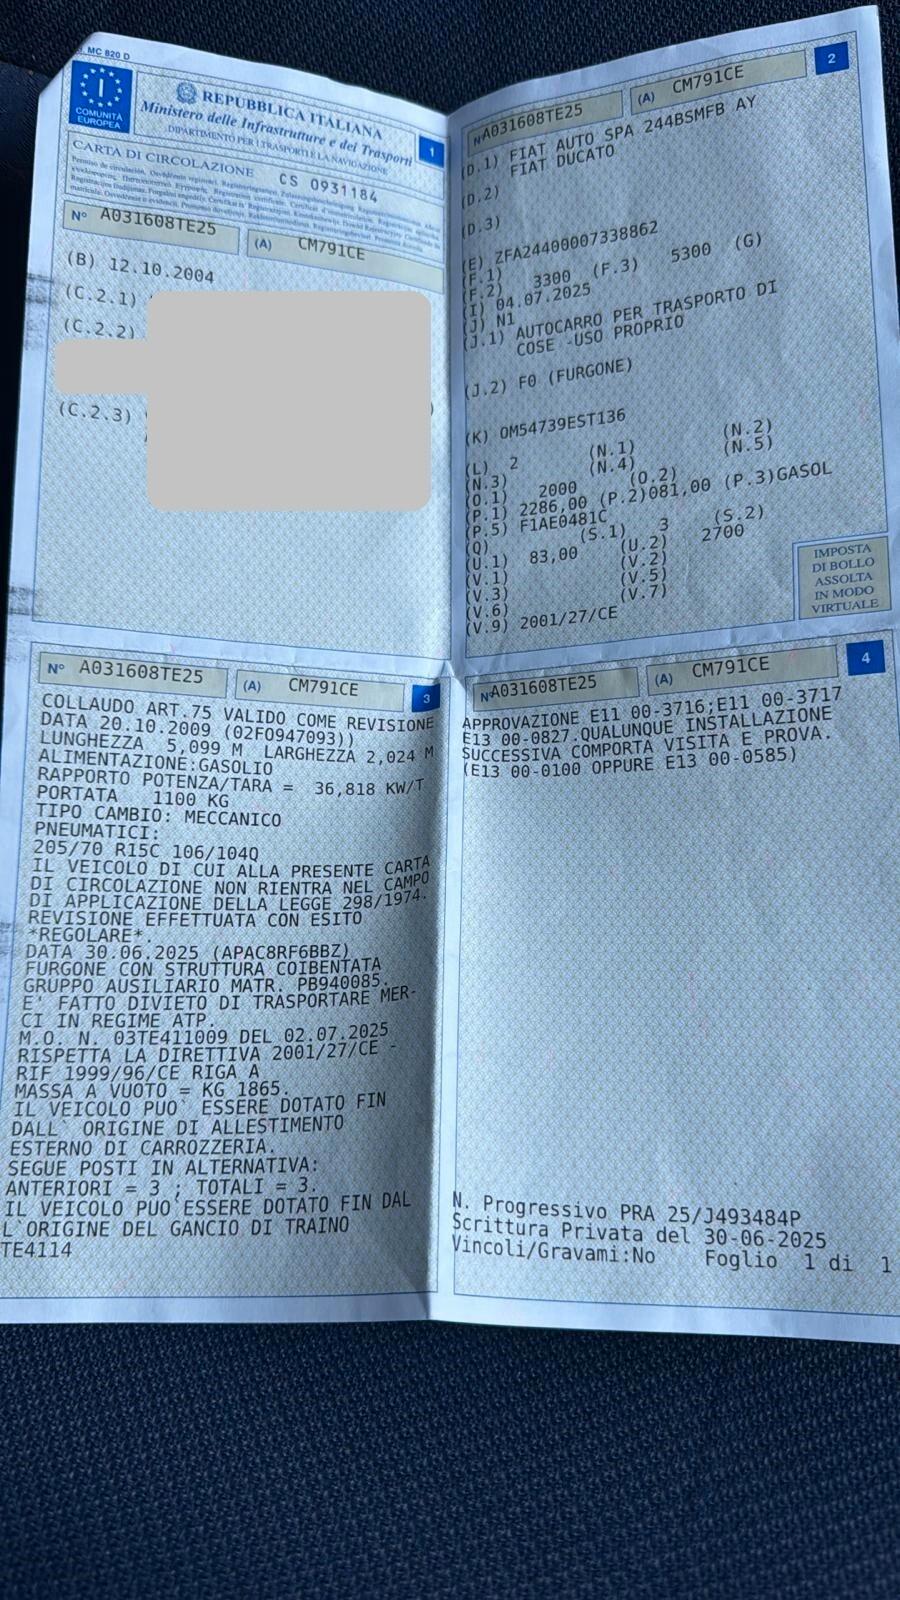 MC 820 D
I
COMUNITÀ
EUROPEA
REPUBBLICA ITALIANA
Ministero delle Infrastrutture e dei Trasporti
DIPARTIMENTO PER I TRASPORTI E LA NAVIGAZIONE
1
CARTA DI CIRCOLAZIONE CS 0931184
N° A031608TE25 (A) CM791CE
(B) 12.10.2004
(C.2.1)
(C.2.2)
(C.2.3)
2
N° A031608TE25 (A) CM791CE
(D.1) FIAT AUTO SPA 244BSMFB AY
FIAT DUCATO
(D.2)
(D.3)
(E) ZFA24400007338862
(F.1)
(F.2) 3300 (F.3) 5300 (G)
(I) 04.07.2025
(J) N1
(J.1) AUTOCARRO PER TRASPORTO DI
COSE -USO PROPRIO
(J.2) F0 (FURGONE)
(K) OM54739EST136
(L) 2 (N.1) (N.2)
(N.3) (N.4) (N.5)
(O.1) 2000 (O.2)
(P.1) 2286,00 (P.2)081,00 (P.3)GASOL
(P.5) F1AE0481C
(Q) (S.1) 3 (S.2)
(U.1) 83,00 (U.2) 2700
(V.1) (V.2)
(V.3) (V.5)
(V.6) (V.7)
(V.9) 2001/27/CE
IMPOSTA
DI BOLLO
ASSOLTA
IN MODO
VIRTUALE
N° A031608TE25 (A) CM791CE
3
COLLAUDO ART.75 VALIDO COME REVISIONE
DATA 20.10.2009 (02F0947093))
LUNGHEZZA 5,099 M LARGHEZZA 2,024 M
ALIMENTAZIONE:GASOLIO
RAPPORTO POTENZA/TARA = 36,818 KW/T
PORTATA 1100 KG
TIPO CAMBIO: MECCANICO
PNEUMATICI:
205/70 R15C 106/104Q
IL VEICOLO DI CUI ALLA PRESENTE CARTA
DI CIRCOLAZIONE NON RIENTRA NEL CAMPO
DI APPLICAZIONE DELLA LEGGE 298/1974.
REVISIONE EFFETTUATA CON ESITO
*REGOLARE*.
DATA 30.06.2025 (APAC8RF6BBZ)
FURGONE CON STRUTTURA COIBENTATA
GRUPPO AUSILIARIO MATR. PB940085.
E' FATTO DIVIETO DI TRASPORTARE MER-
CI IN REGIME ATP.
M.O. N. 03TE411009 DEL 02.07.2025
RISPETTA LA DIRETTIVA 2001/27/CE -
RIF 1999/96/CE RIGA A
MASSA A VUOTO = KG 1865.
IL VEICOLO PUO` ESSERE DOTATO FIN
DALL` ORIGINE DI ALLESTIMENTO
ESTERNO DI CARROZZERIA.
SEGUE POSTI IN ALTERNATIVA:
ANTERIORI = 3 ; TOTALI = 3.
IL VEICOLO PUO`ESSERE DOTATO FIN DAL
L`ORIGINE DEL GANCIO DI TRAINO
TE4114
N° A031608TE25 (A) CM791CE
4
APPROVAZIONE E11 00-3716;E11 00-3717
E13 00-0827.QUALUNQUE INSTALLAZIONE
SUCCESSIVA COMPORTA VISITA E PROVA.
(E13 00-0100 OPPURE E13 00-0585)
N. Progressivo PRA 25/J493484P
Scrittura Privata del 30-06-2025
Vincoli/Gravami:No Foglio 1 di 1